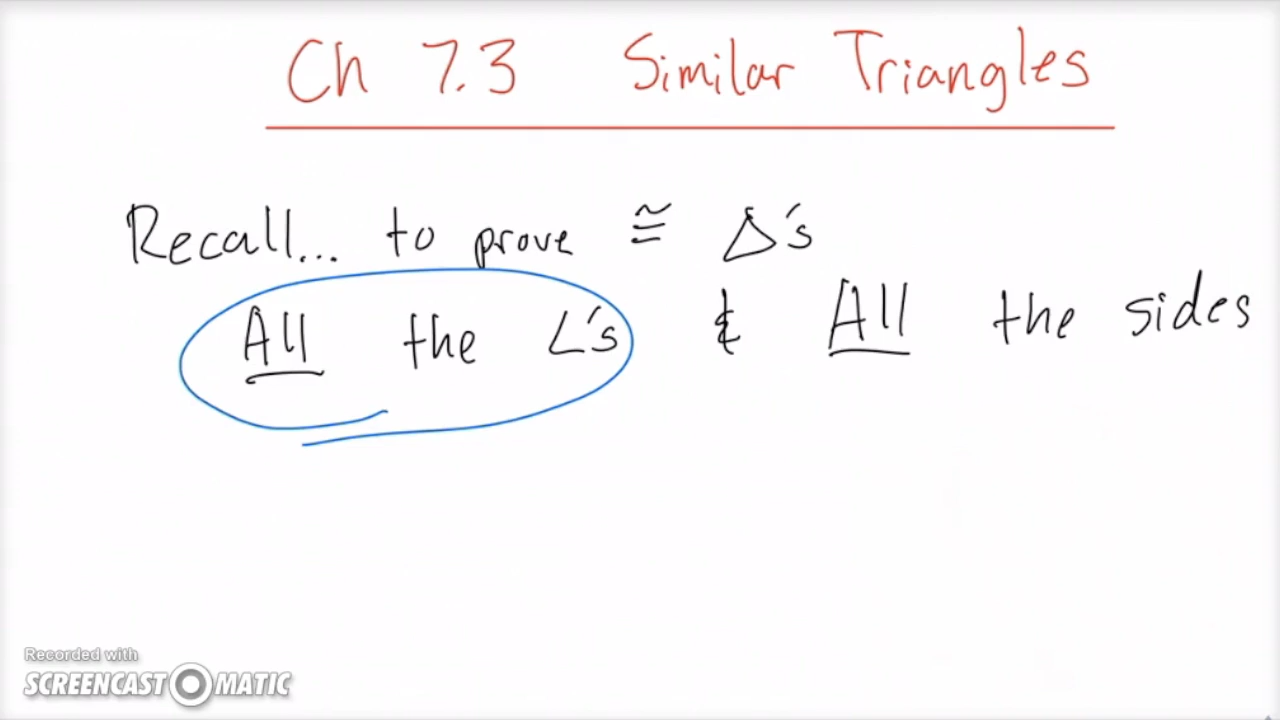 Ch 7.3 Similar Triangles
Recall... to prove ≅ △'s
All the ∠'s & All the sides
Recorded with
SCREENCAST-O-MATIC